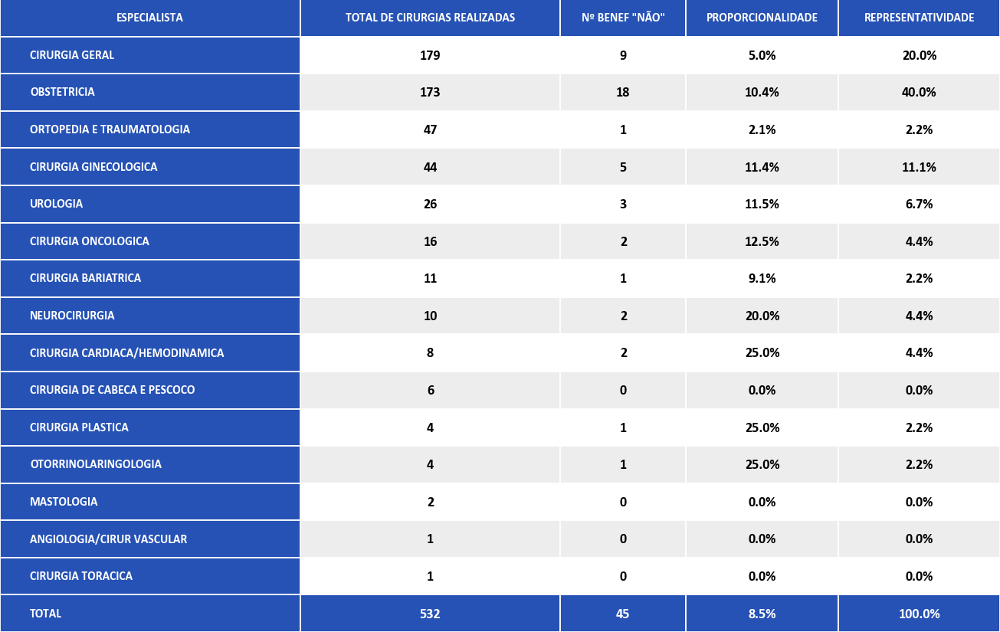 ESPECIALISTA TOTAL DE CIRURGIAS REALIZADAS Nº BENEF "NÃO" PROPORCIONALIDADE REPRESENTATIVIDADE
CIRURGIA GERAL 179 9 5.0% 20.0%
OBSTETRICIA 173 18 10.4% 40.0%
ORTOPEDIA E TRAUMATOLOGIA 47 1 2.1% 2.2%
CIRURGIA GINECOLOGICA 44 5 11.4% 11.1%
UROLOGIA 26 3 11.5% 6.7%
CIRURGIA ONCOLOGICA 16 2 12.5% 4.4%
CIRURGIA BARIATRICA 11 1 9.1% 2.2%
NEUROCIRURGIA 10 2 20.0% 4.4%
CIRURGIA CARDIACA/HEMODINAMICA 8 2 25.0% 4.4%
CIRURGIA DE CABECA E PESCOCO 6 0 0.0% 0.0%
CIRURGIA PLASTICA 4 1 25.0% 2.2%
OTORRINOLARINGOLOGIA 4 1 25.0% 2.2%
MASTOLOGIA 2 0 0.0% 0.0%
ANGIOLOGIA/CIRUR VASCULAR 1 0 0.0% 0.0%
CIRURGIA TORACICA 1 0 0.0% 0.0%
TOTAL 532 45 8.5% 100.0%